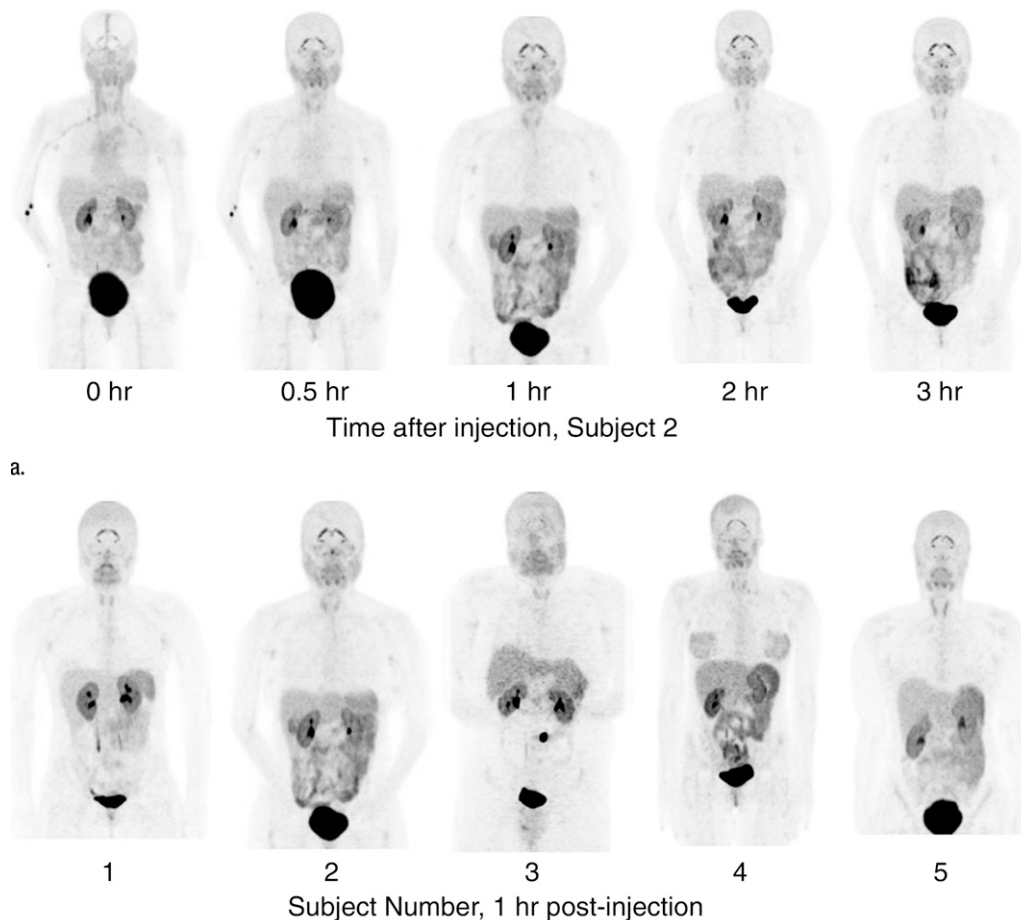 0 hr 0.5 hr 1 hr 2 hr 3 hr
Time after injection, Subject 2
a.
1 2 3 4 5
Subject Number, 1 hr post-injection